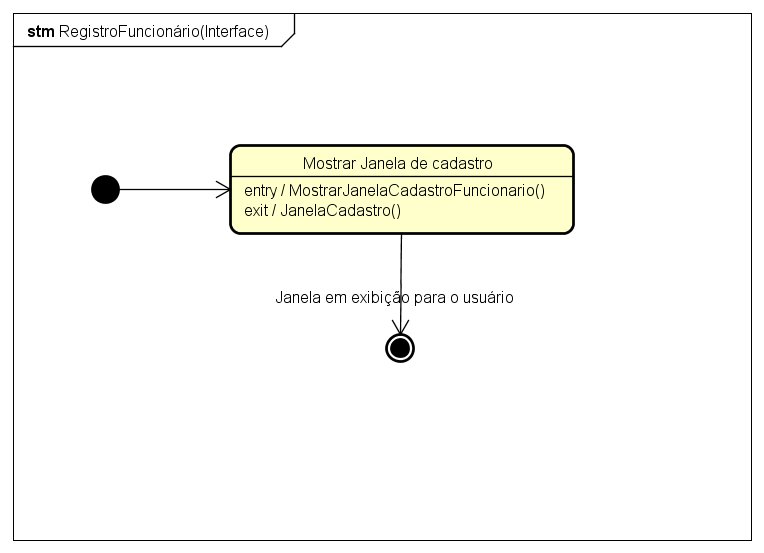 stm RegistroFuncionário(Interface)
Mostrar Janela de cadastro
entry / MostrarJanelaCadastroFuncionario()
exit / JanelaCadastro()
Janela em exibição para o usuário